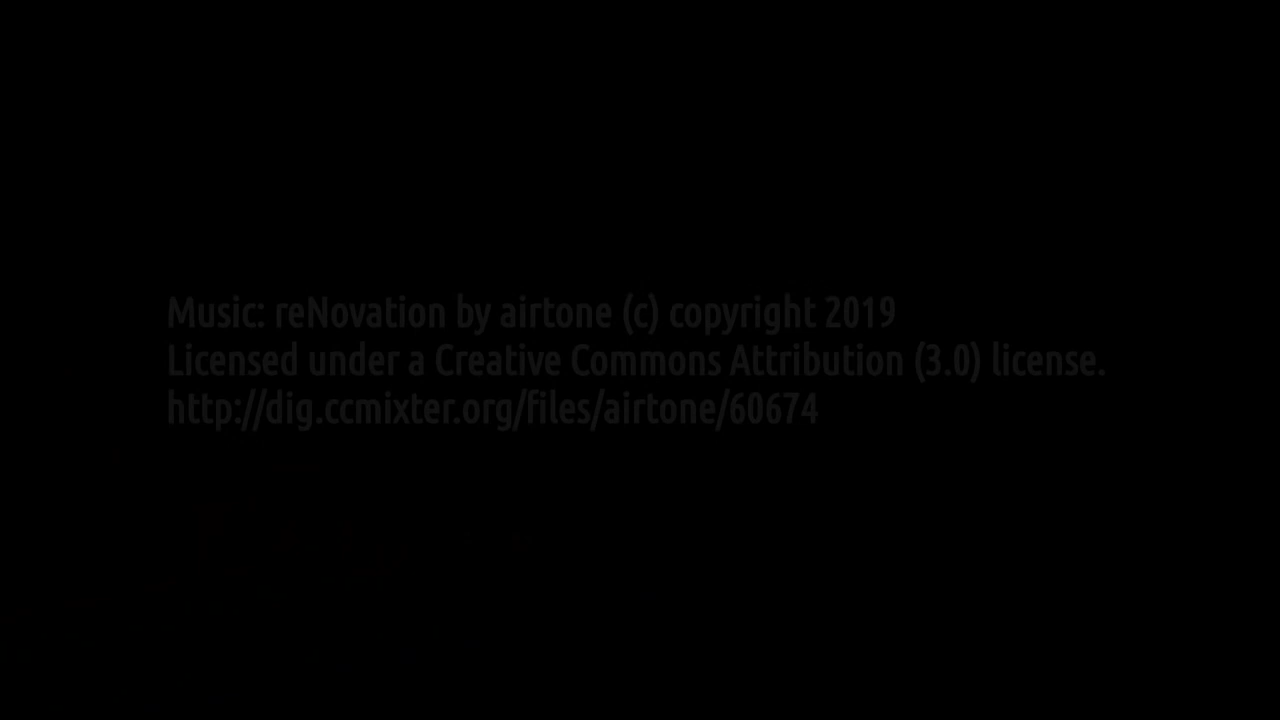 Music: reNovation by airtone (c) copyright 2019
Licensed under a Creative Commons Attribution (3.0) license.
http://dig.ccmixter.org/files/airtone/60674